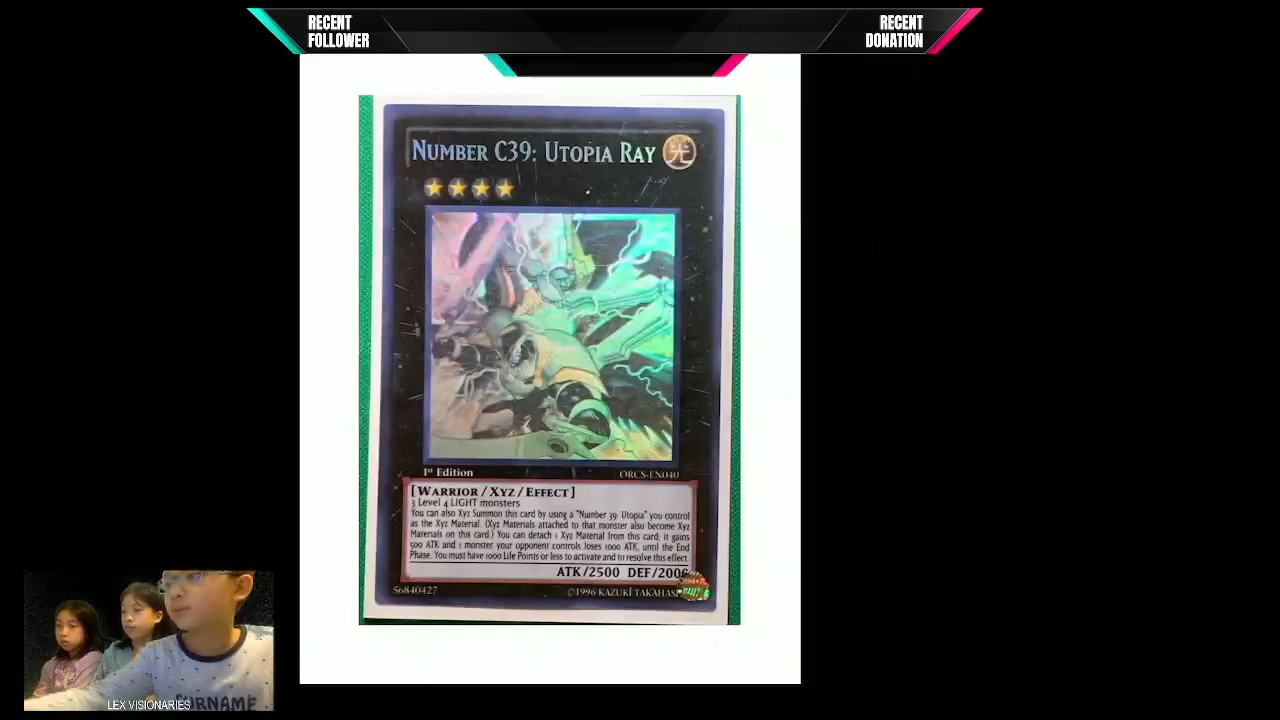 RECENT
FOLLOWER
RECENT
DONATION
NUMBER C39: UTOPIA RAY
光
1st Edition
ORCS-EN040
[WARRIOR/XYZ/EFFECT]
3 Level 4 LIGHT monsters
You can also Xyz Summon this card by using a "Number 39: Utopia" you control
as the Xyz Material. (Xyz Materials attached to that monster also become Xyz
Materials on this card.) You can detach 1 Xyz Material from this card; it gains
500 ATK and 1 monster your opponent controls loses 1000 ATK, until the End
Phase. You must have 1000 Life Points or less to activate and to resolve this effect.
ATK/2500 DEF/2000
56840427
©1996 KAZUKI TAKAHAS
SURNAME
LEX VISIONARIES